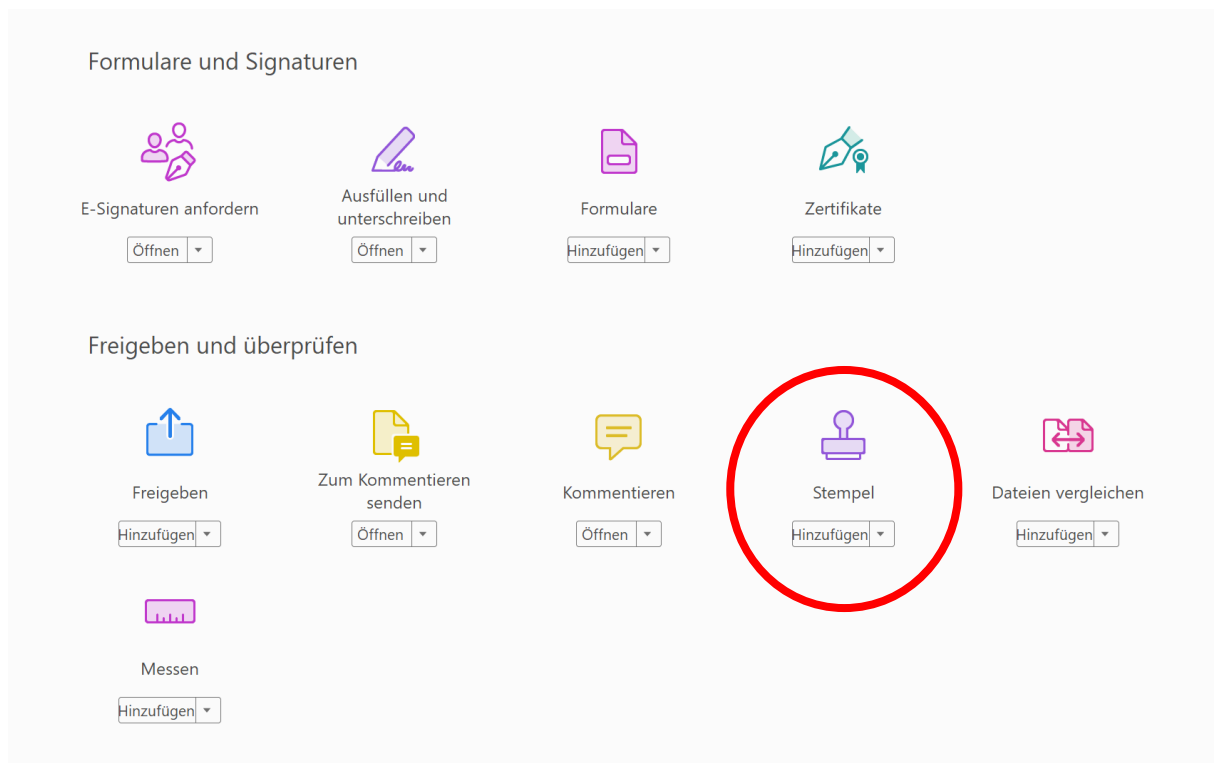 Formulare und Signaturen
E-Signaturen anfordern
Ausfüllen und
unterschreiben
Formulare
Zertifikate
Öffnen
Öffnen
Hinzufügen
Hinzufügen
Freigeben und überprüfen
Freigeben
Zum Kommentieren
senden
Kommentieren
Stempel
Dateien vergleichen
Hinzufügen
Öffnen
Öffnen
Hinzufügen
Hinzufügen
Messen
Hinzufügen